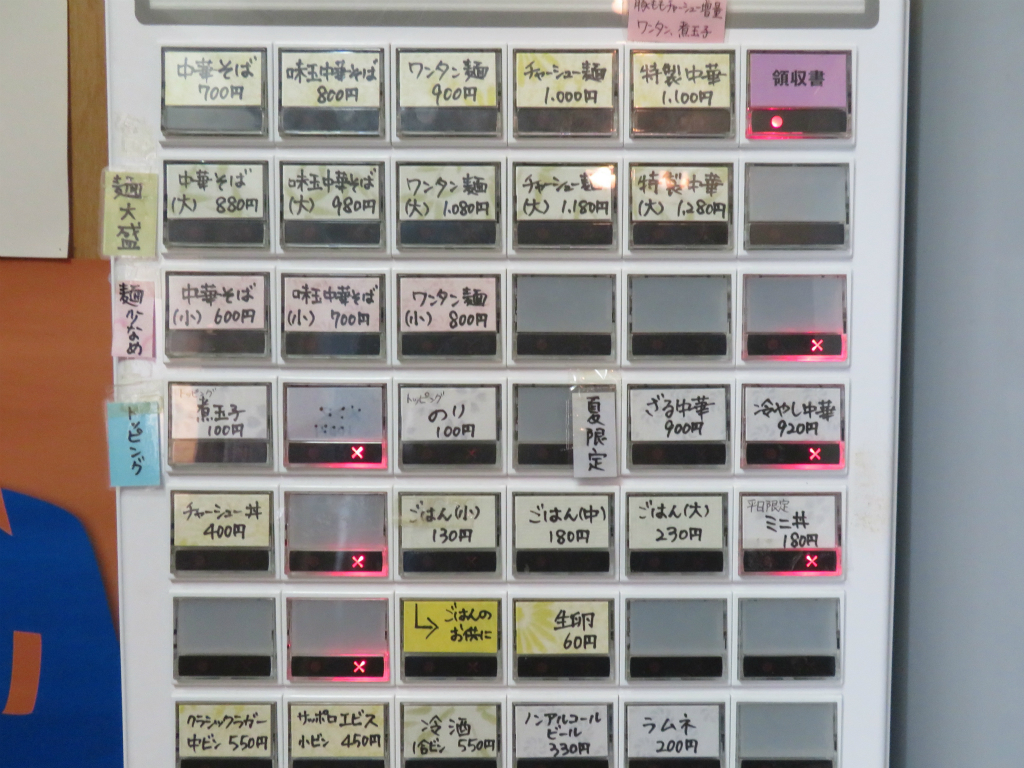 豚ももチャーシュー増量
ワンタン、煮玉子
中華そば
700円
味玉中華そば
800円
ワンタン麺
900円
チャーシュー麺
1.000円
特製中華
1.100円
領収書
麺大盛
中華そば
(大) 880円
味玉中華そば
(大) 980円
ワンタン麺
(大) 1.080円
チャーシュー麺
(大) 1.180円
特製中華
(大) 1.280円
麺少なめ
中華そば
(小) 600円
味玉中華そば
(小) 700円
ワンタン麺
(小) 800円
トッピング
トッピング
煮玉子
100円
トッピング
のり
100円
夏限定
ざる中華
900円
冷やし中華
920円
チャーシュー丼
400円
ごはん(小)
130円
ごはん(中)
180円
ごはん(大)
230円
平日限定
ミニ丼
180円
ごはんの
お供に
生卵
60円
クラシックラガー
中ビン 550円
サッポロエビス
小ビン 450円
冷酒
1合ビン 550円
ノンアルコール
ビール
330円
ラムネ
200円